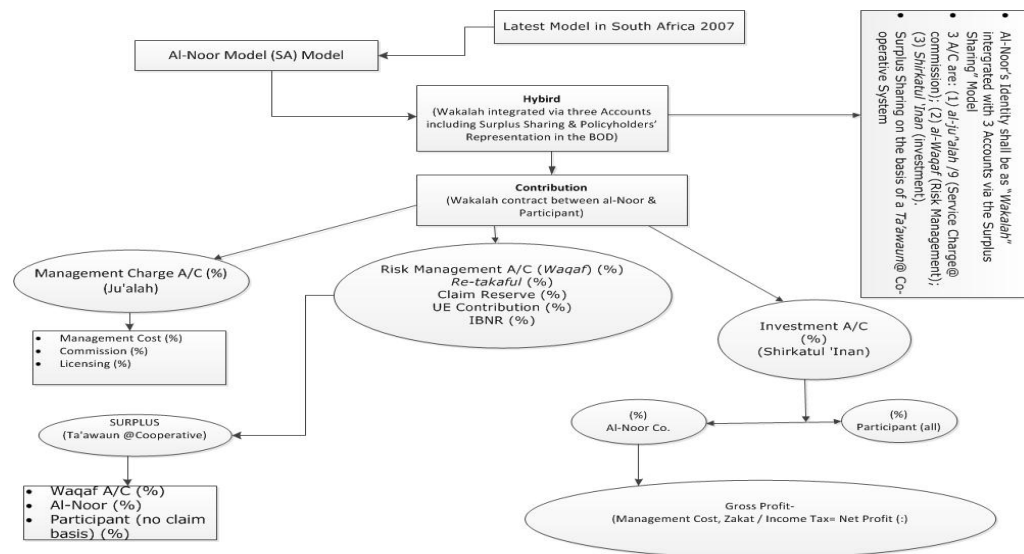 Latest Model in South Africa 2007
Al-Noor Model (SA) Model
Hybird
(Wakalah integrated via three Accounts
including Surplus Sharing & Policyholders'
Representation in the BOD)
• Al-Noor's Identity shall be as "Wakalah"
intergrated with 3 Accounts via the Surplus
Sharing" Model
• 3 A/C are: (1) al-ju"alah /9 (Service Charge@
commission); (2) al-Waqaf (Risk Management);
(3) Shirkatul 'Inan (investment).
• Surplus Sharing on the basis of a Ta'awaun@ Co-
operative System
Contribution
(Wakalah contract between al-Noor &
Participant)
Management Charge A/C (%)
(Ju'alah)
Risk Management A/C (Waqaf) (%)
Re-takaful (%)
Claim Reserve (%)
UE Contribution (%)
IBNR (%)
Investment A/C
(%)
(Shirkatul 'Inan)
• Management Cost (%)
• Commission (%)
• Licensing (%)
SURPLUS
(Ta'awaun @Cooperative)
(%)
Al-Noor Co.
(%)
Participant (all)
• Waqaf A/C (%)
• Al-Noor (%)
• Participant (no claim
basis) (%)
Gross Profit-
(Management Cost, Zakat / Income Tax= Net Profit (:)